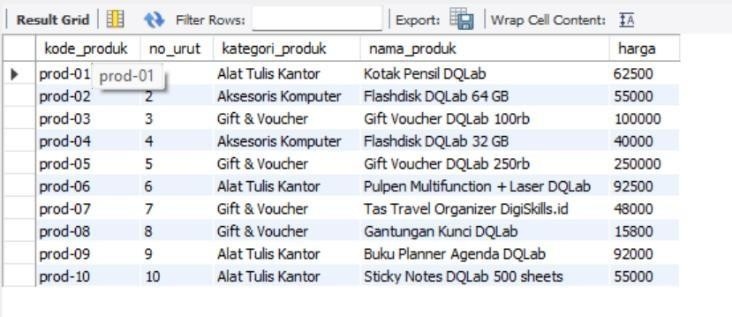 Result Grid Filter Rows: Export: Wrap Cell Content:
kode_produk no_urut kategori_produk nama_produk harga
prod-01 prod-01 Alat Tulis Kantor Kotak Pensil DQLab 62500
prod-02 2 Aksesoris Komputer Flashdisk DQLab 64 GB 55000
prod-03 3 Gift & Voucher Gift Voucher DQLab 100rb 100000
prod-04 4 Aksesoris Komputer Flashdisk DQLab 32 GB 40000
prod-05 5 Gift & Voucher Gift Voucher DQLab 250rb 250000
prod-06 6 Alat Tulis Kantor Pulpen Multifunction + Laser DQLab 92500
prod-07 7 Gift & Voucher Tas Travel Organizer DigiSkills.id 48000
prod-08 8 Gift & Voucher Gantungan Kunci DQLab 15800
prod-09 9 Alat Tulis Kantor Buku Planner Agenda DQLab 92000
prod-10 10 Alat Tulis Kantor Sticky Notes DQLab 500 sheets 55000